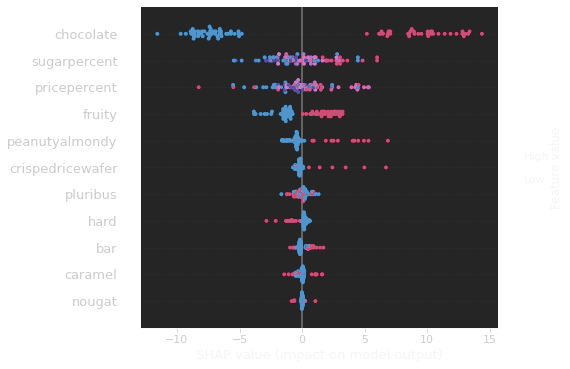 chocolate
sugarpercent
pricepercent
fruity
peanutyalmondy
crispedricewafer
pluribus
hard
bar
caramel
nougat
−10 −5 0 5 10 15
SHAP value (impact on model output)
High
Low
Feature value